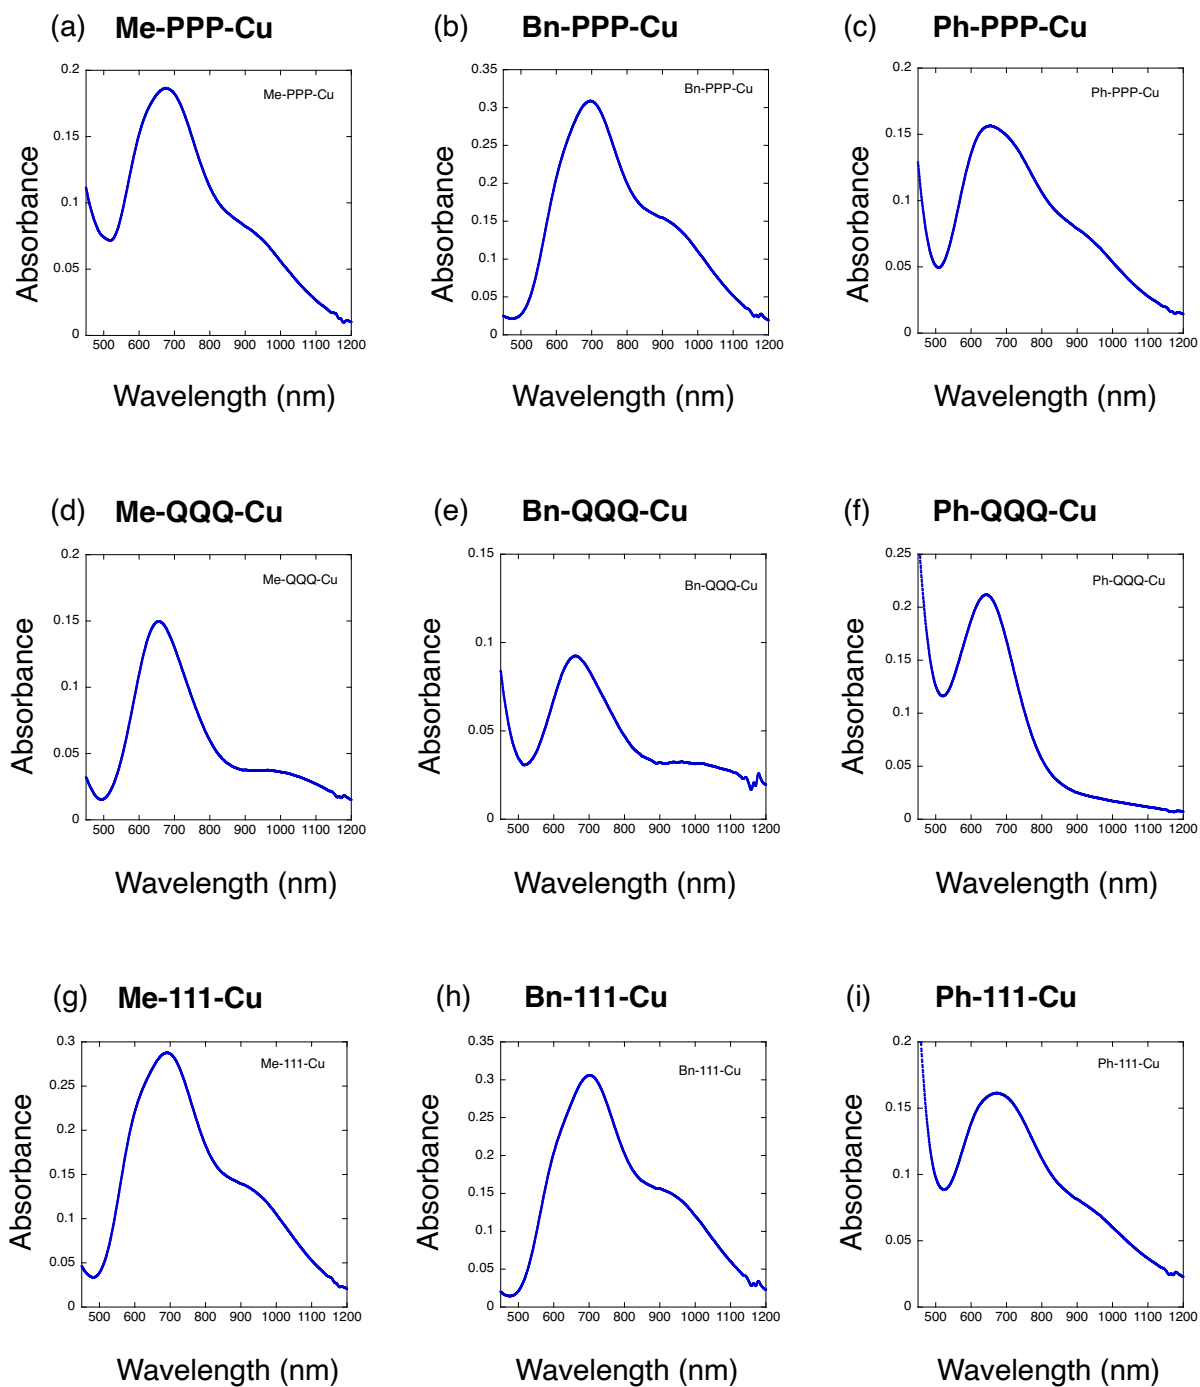 (a) Me-PPP-Cu
(b) Bn-PPP-Cu
(c) Ph-PPP-Cu
0.2
0.15
0.1
0.05
0
Me-PPP-Cu
500 600 700 800 900 1000 1100 1200
Absorbance
Wavelength (nm)
0.35
0.3
0.25
0.2
0.15
0.1
0.05
0
Bn-PPP-Cu
500 600 700 800 900 1000 1100 1200
Absorbance
Wavelength (nm)
0.2
0.15
0.1
0.05
0
Ph-PPP-Cu
500 600 700 800 900 1000 1100 1200
Absorbance
Wavelength (nm)
(d) Me-QQQ-Cu
(e) Bn-QQQ-Cu
(f) Ph-QQQ-Cu
0.2
0.15
0.1
0.05
0
Me-QQQ-Cu
500 600 700 800 900 1000 1100 1200
Absorbance
Wavelength (nm)
0.15
0.1
0.05
0
Bn-QQQ-Cu
500 600 700 800 900 1000 1100 1200
Absorbance
Wavelength (nm)
0.25
0.2
0.15
0.1
0.05
0
Ph-QQQ-Cu
500 600 700 800 900 1000 1100 1200
Absorbance
Wavelength (nm)
(g) Me-111-Cu
(h) Bn-111-Cu
(i) Ph-111-Cu
0.3
0.25
0.2
0.15
0.1
0.05
0
Me-111-Cu
500 600 700 800 900 1000 1100 1200
Absorbance
Wavelength (nm)
0.35
0.3
0.25
0.2
0.15
0.1
0.05
0
Bn-111-Cu
500 600 700 800 900 1000 1100 1200
Absorbance
Wavelength (nm)
0.2
0.15
0.1
0.05
0
Ph-111-Cu
500 600 700 800 900 1000 1100 1200
Absorbance
Wavelength (nm)